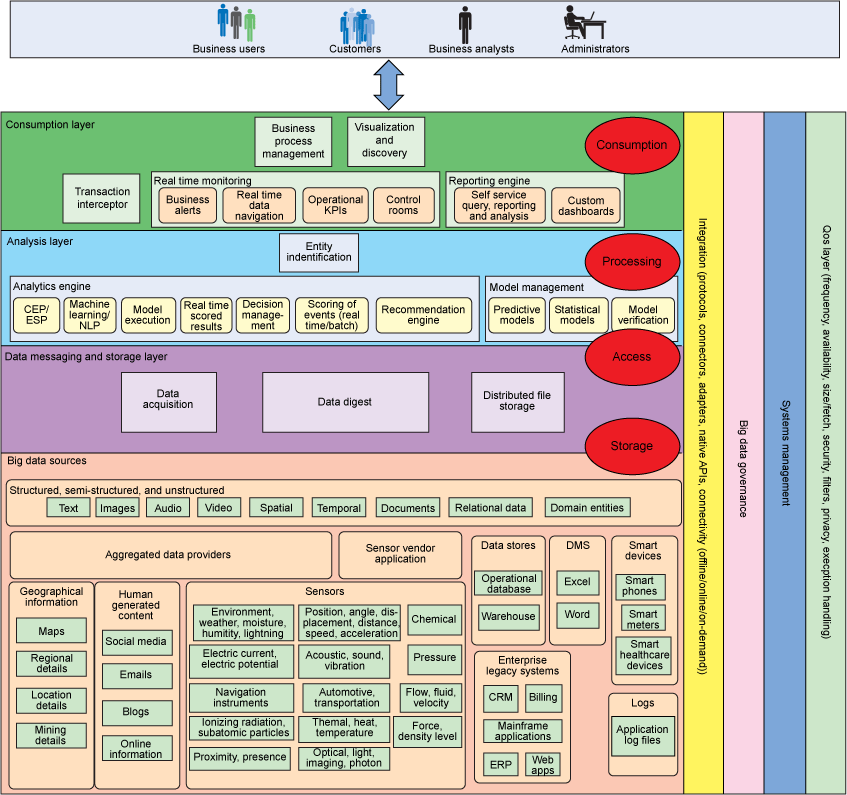 Business users
Customers
Business analysts
Administrators
Consumption layer
Business
process
management
Visualization
and
discovery
Consumption
Transaction
interceptor
Real time monitoring
Business
alerts
Real time
data
navigation
Operational
KPIs
Control
rooms
Reporting engine
Self service
query, reporting
and analysis
Custom
dashboards
Analysis layer
Entity
indentification
Processing
Analytics engine
CEP/
ESP
Machine
learning/
NLP
Model
execution
Real time
scored
results
Decision
manage-
ment
Scoring of
events (real
time/batch)
Recommendation
engine
Model management
Predictive
models
Statistical
models
Model
verification
Data messaging and storage layer
Access
Data
acquisition
Data digest
Distributed file
storage
Storage
Big data sources
Structured, semi-structured, and unstructured
Text
Images
Audio
Video
Spatial
Temporal
Documents
Relational data
Domain entities
Aggregated data providers
Sensor vendor
application
Data stores
Operational
database
Warehouse
DMS
Excel
Word
Smart
devices
Smart
phones
Smart
meters
Smart
healthcare
devices
Geographical
information
Maps
Regional
details
Location
details
Mining
details
Human
generated
content
Social media
Emails
Blogs
Online
information
Sensors
Environment,
weather, moisture,
humitity, lightning
Position, angle, dis-
placement, distance,
speed, acceleration
Chemical
Electric current,
electric potential
Acoustic, sound,
vibration
Pressure
Navigation
instruments
Automotive,
transportation
Flow, fluid,
velocity
Ionizing radiation,
subatomic particles
Themal, heat,
temperature
Force,
density level
Proximity, presence
Optical, light,
imaging, photon
Enterprise
legacy systems
CRM
Billing
Mainframe
applications
ERP
Web
apps
Logs
Application
log files
Integration (protocols, connectors, adapters, native APIs, connectivity (offline/online/on-demand))
Big data governance
Systems management
Qos layer (frequency, availability, size/fetch, security, filters, privacy, exeception handling)